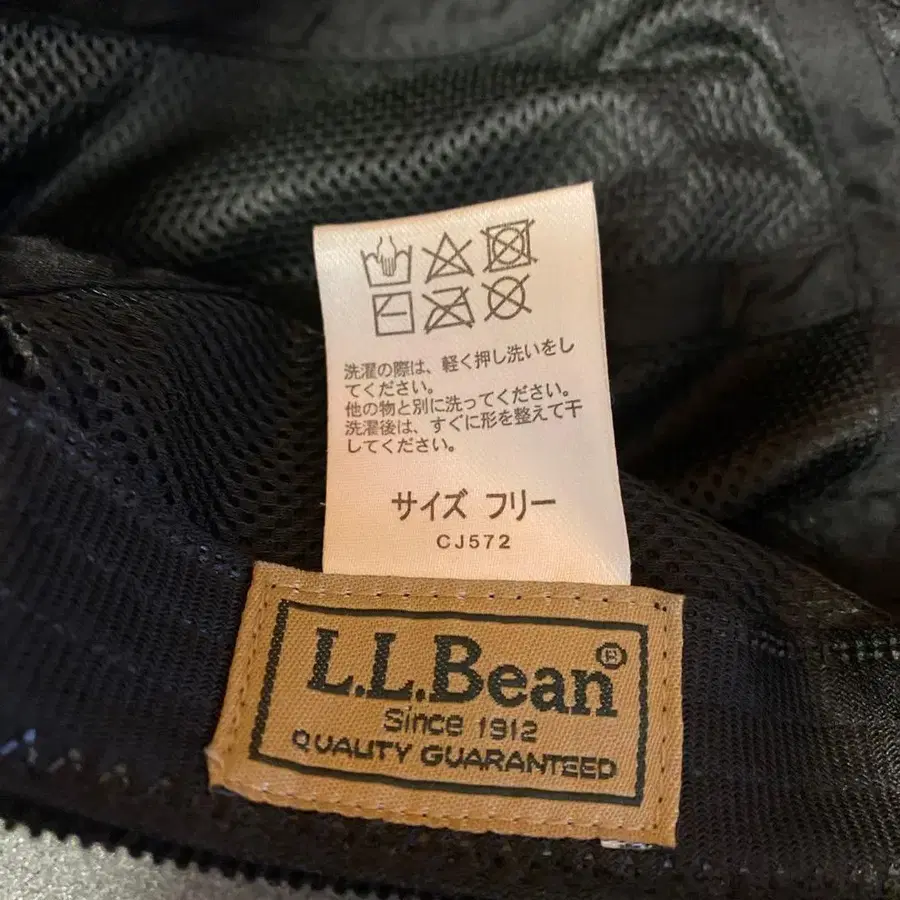 洗濯の際は、軽く押し洗いをし
てください。
他の物と別に洗ってください。
洗濯後は、すぐに形を整えて干
してください。
サイズ フリー
CJ572
L.L.Bean®
Since 1912
QUALITY GUARANTEED